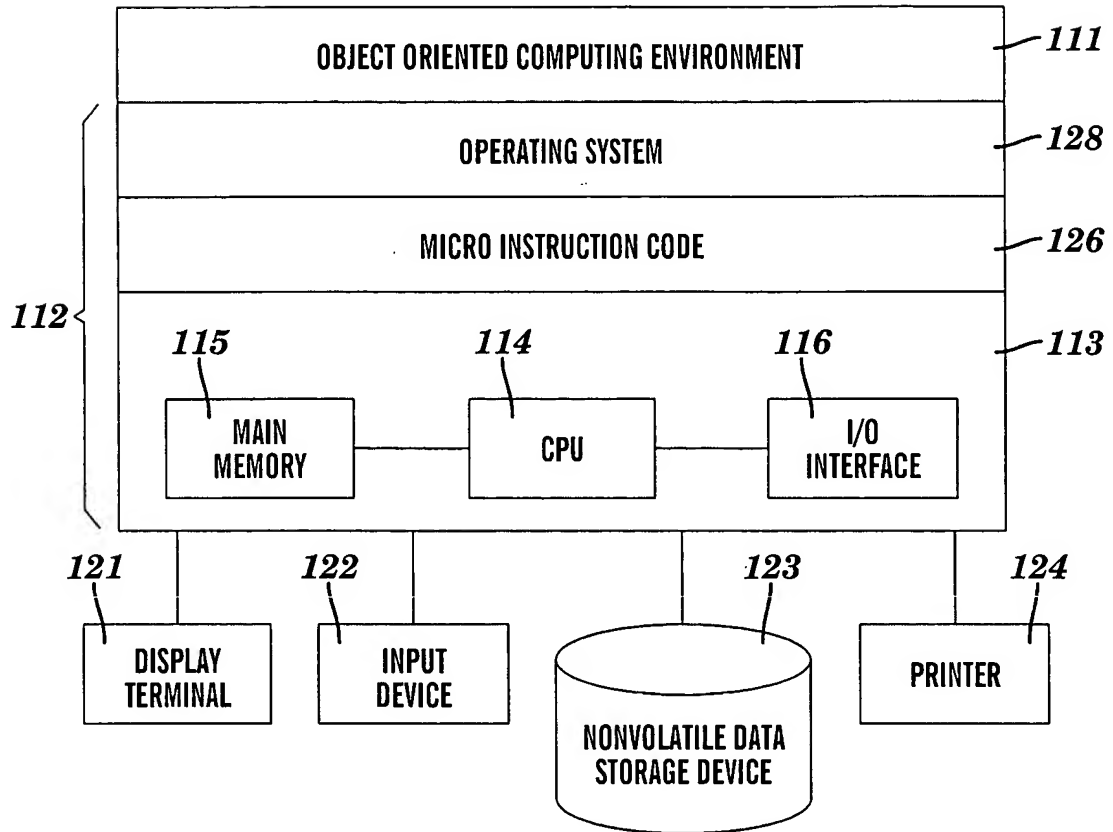 OBJECT ORIENTED COMPUTING ENVIRONMENT
111
OPERATING SYSTEM
128
MICRO INSTRUCTION CODE
126
112
113
115
114
116
MAIN
MEMORY
CPU
I/O
INTERFACE
121
122
123
124
DISPLAY
TERMINAL
INPUT
DEVICE
NONVOLATILE DATA
STORAGE DEVICE
PRINTER